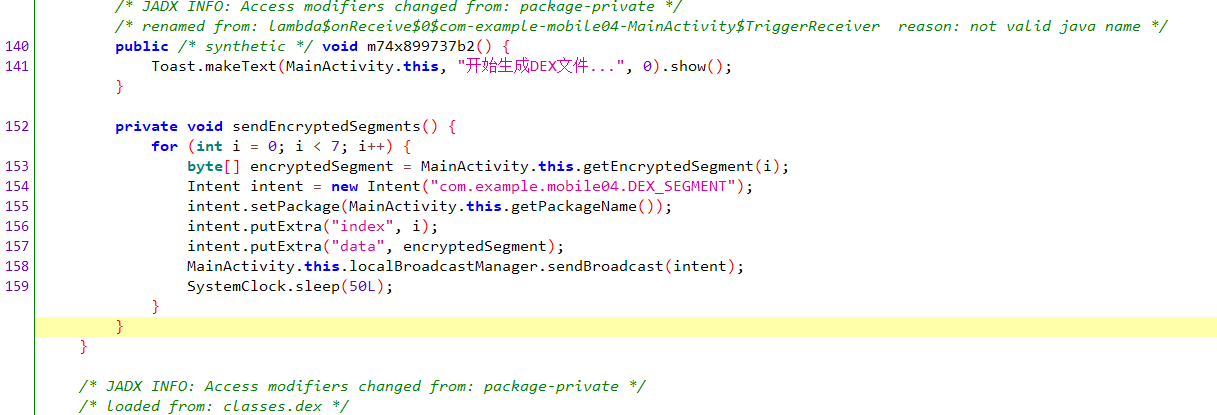 /* JADX INFO: Access modifiers changed from: package-private */
/* renamed from: lambda$onReceive$0$com-example-mobile04-MainActivity$TriggerReceiver  reason: not valid java name */
140 public /* synthetic */ void m74x899737b2() {
141 Toast.makeText(MainActivity.this, "开始生成DEX文件...", 0).show();
}
152 private void sendEncryptedSegments() {
for (int i = 0; i < 7; i++) {
153 byte[] encryptedSegment = MainActivity.this.getEncryptedSegment(i);
154 Intent intent = new Intent("com.example.mobile04.DEX_SEGMENT");
155 intent.setPackage(MainActivity.this.getPackageName());
156 intent.putExtra("index", i);
157 intent.putExtra("data", encryptedSegment);
158 MainActivity.this.localBroadcastManager.sendBroadcast(intent);
159 SystemClock.sleep(50L);
}
}
}
/* JADX INFO: Access modifiers changed from: package-private */
/* loaded from: classes.dex */